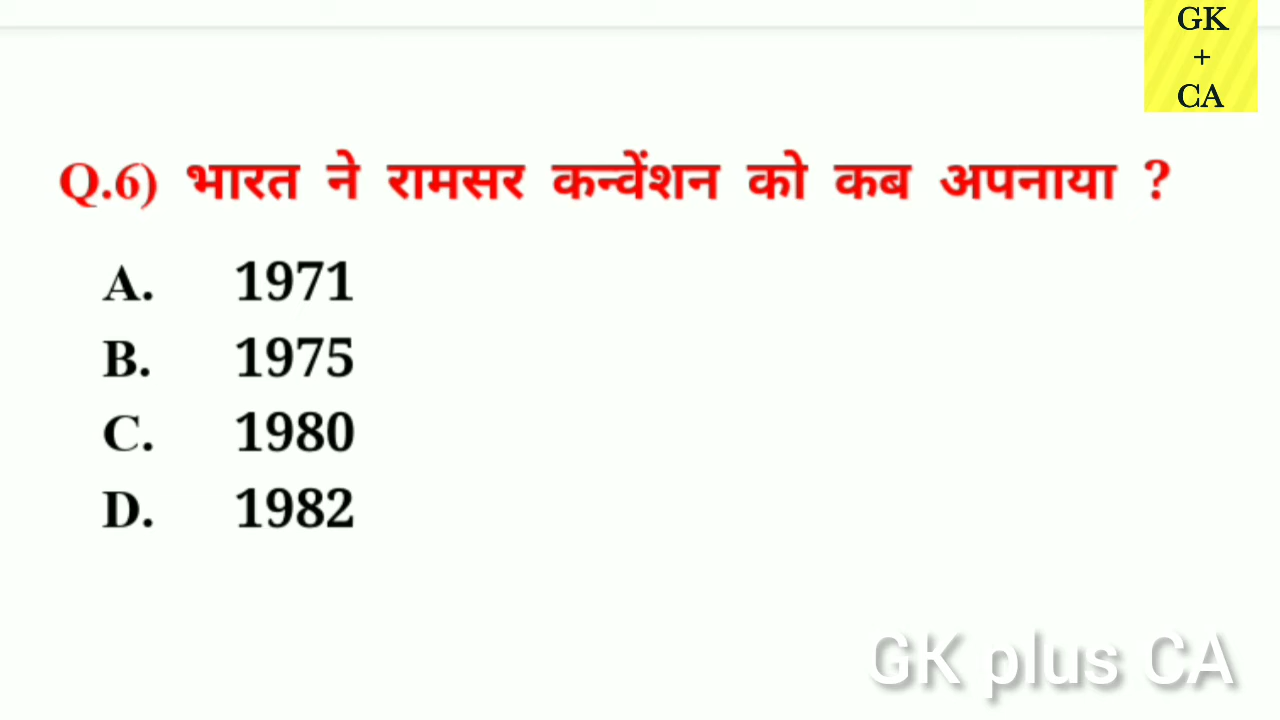 GK
+
CA
Q.6) भारत ने रामसर कन्वेंशन को कब अपनाया ?
A. 1971
B. 1975
C. 1980
D. 1982
GK plus CA